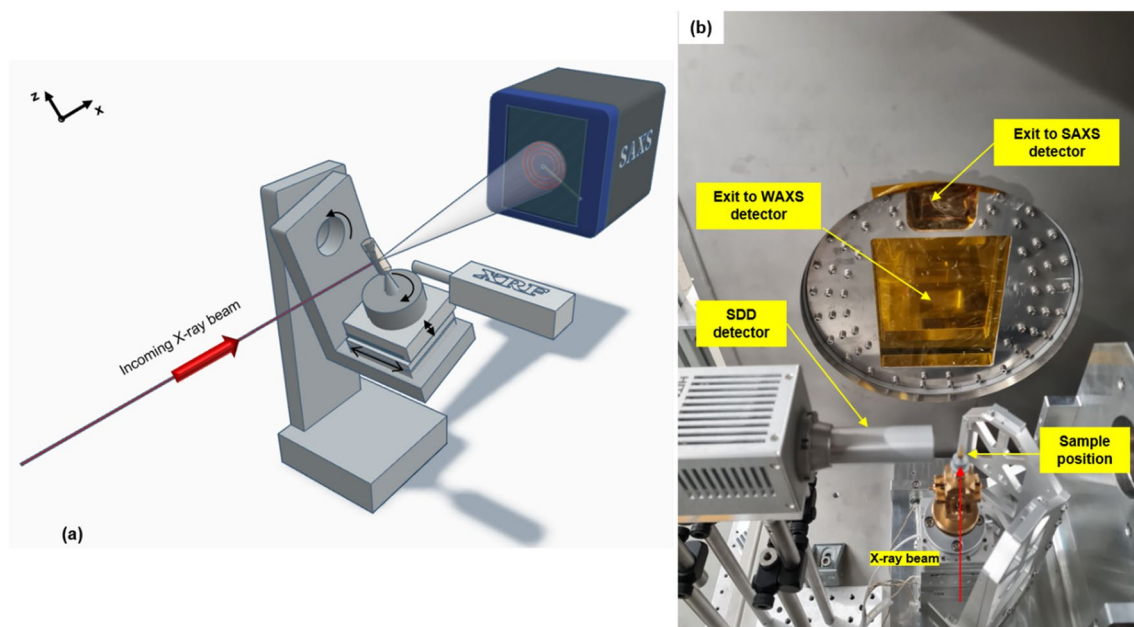 (b)
z
x
SAXS
XRF
Incoming X-ray beam
(a)
Exit to SAXS
detector
Exit to WAXS
detector
SDD
detector
Sample
position
X-ray beam